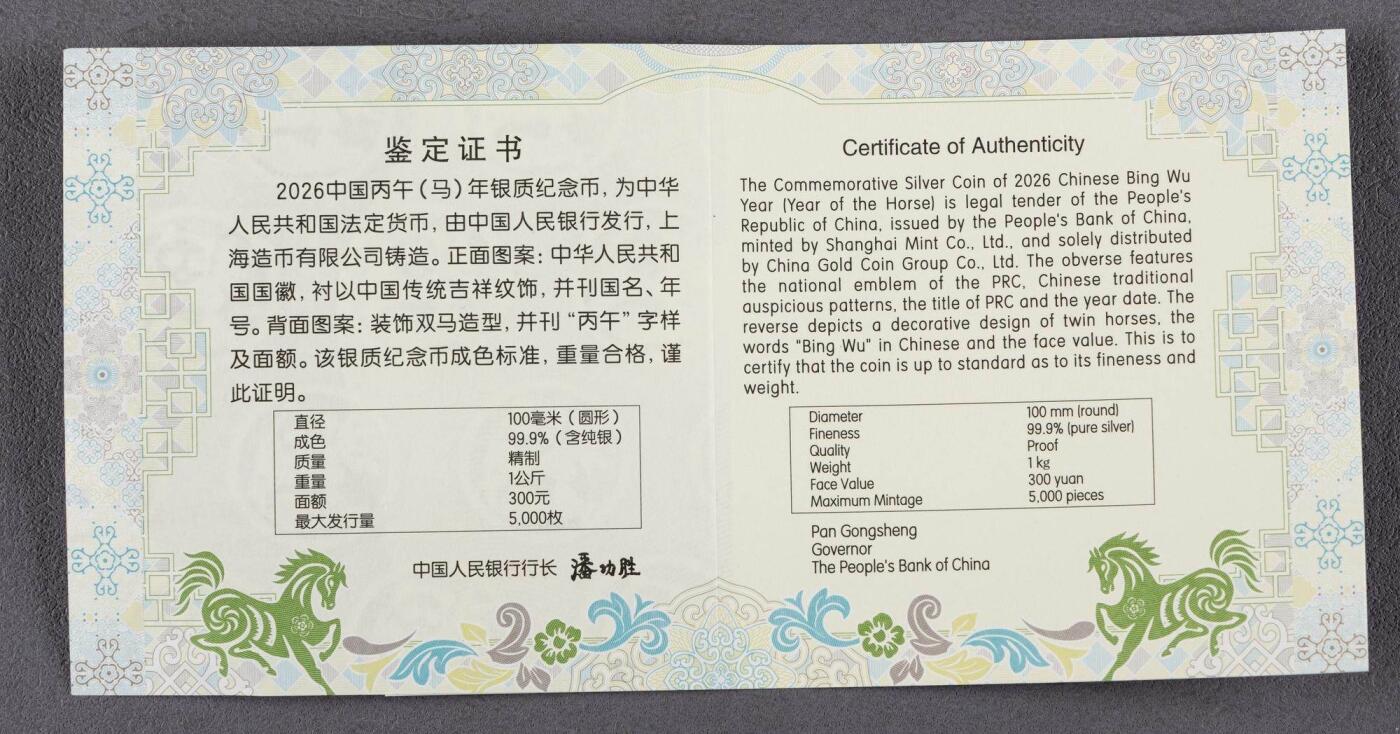 鉴定证书
2026中国丙午（马）年银质纪念币，为中华
人民共和国法定货币，由中国人民银行发行，上
海造币有限公司铸造。正面图案：中华人民共和
国国徽，衬以中国传统吉祥纹饰，并刊国名、年
号。背面图案：装饰双马造型，并刊“丙午”字样
及面额。该银质纪念币成色标准，重量合格，谨
此证明。
直径 100毫米（圆形）
成色 99.9%（含纯银）
质量 精制
重量 1公斤
面额 300元
最大发行量 5,000枚
中国人民银行行长 潘功胜
Certificate of Authenticity
The Commemorative Silver Coin of 2026 Chinese Bing Wu
Year (Year of the Horse) is legal tender of the People's
Republic of China, issued by the People's Bank of China,
minted by Shanghai Mint Co., Ltd., and solely distributed
by China Gold Coin Group Co., Ltd. The obverse features
the national emblem of the PRC, Chinese traditional
auspicious patterns, the title of PRC and the year date. The
reverse depicts a decorative design of twin horses, the
words "Bing Wu" in Chinese and the face value. This is to
certify that the coin is up to standard as to its fineness and
weight.
Diameter 100 mm (round)
Fineness 99.9% (pure silver)
Quality Proof
Weight 1 kg
Face Value 300 yuan
Maximum Mintage 5,000 pieces
Pan Gongsheng
Governor
The People's Bank of China